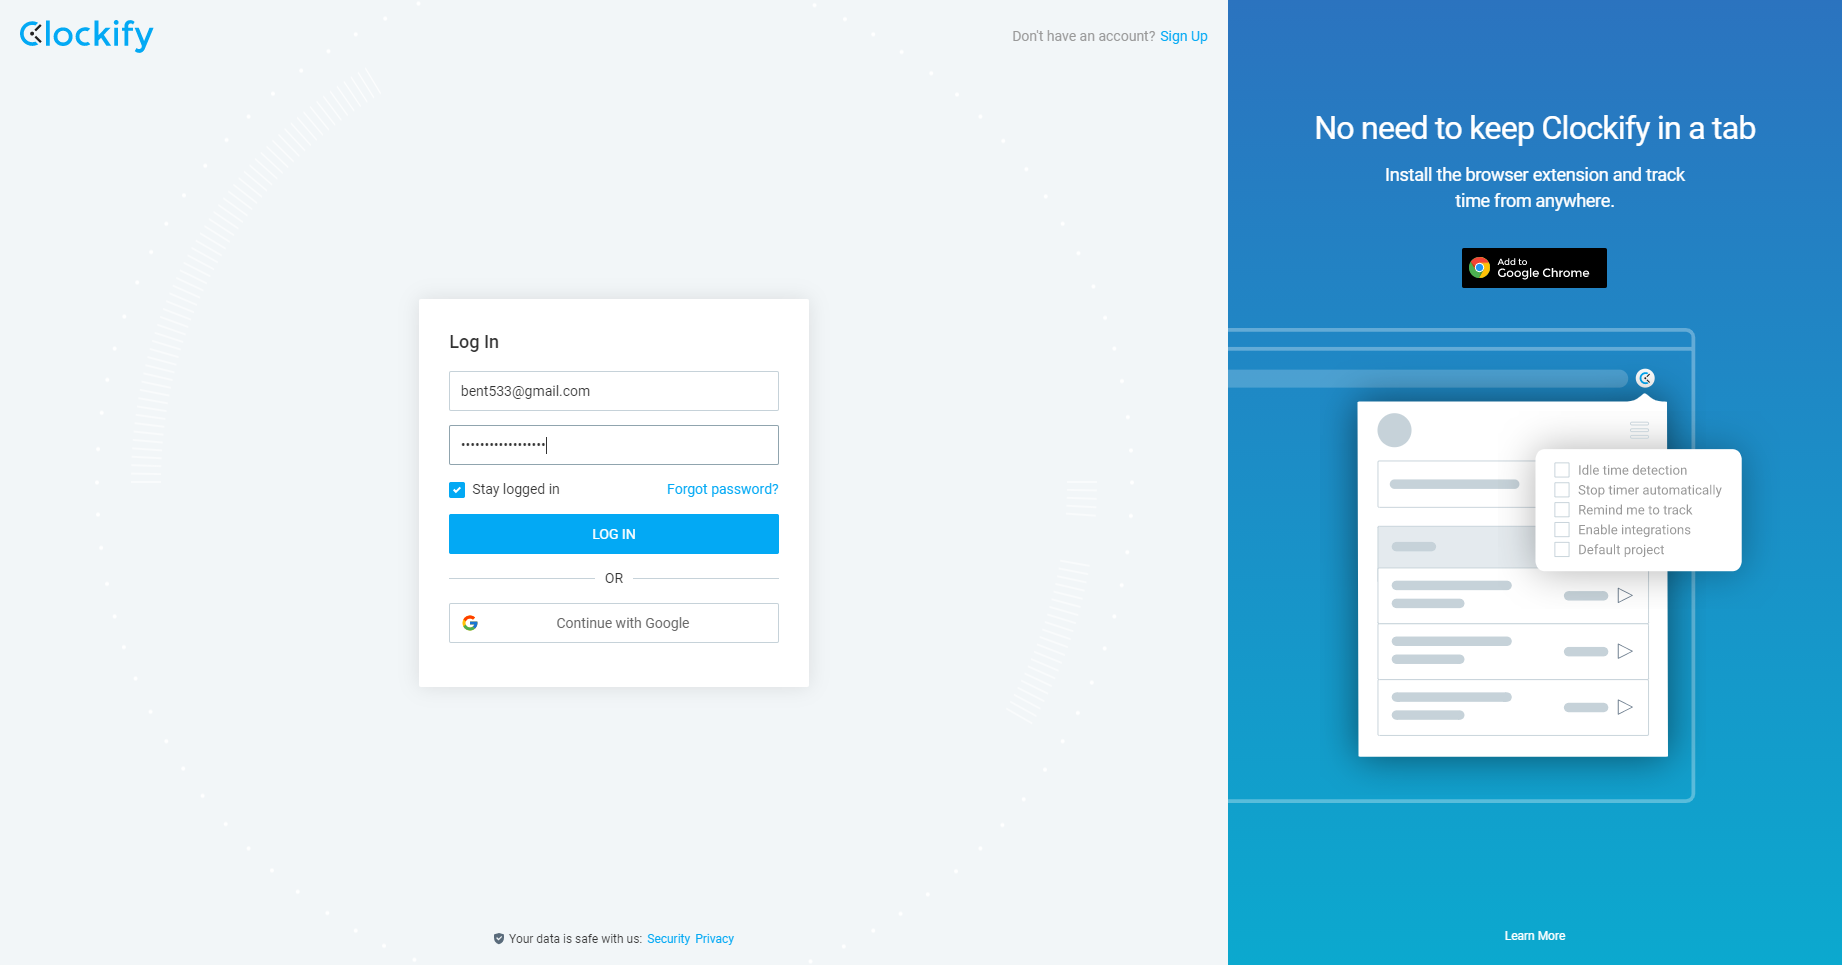 Clockify
Don't have an account? Sign Up
Log In
bent533@gmail.com
••••••••••••••••••
Stay logged in
Forgot password?
LOG IN
OR
Continue with Google
Your data is safe with us: Security Privacy
No need to keep Clockify in a tab
Install the browser extension and track
time from anywhere.
Add to
Google Chrome
Idle time detection
Stop timer automatically
Remind me to track
Enable integrations
Default project
Learn More